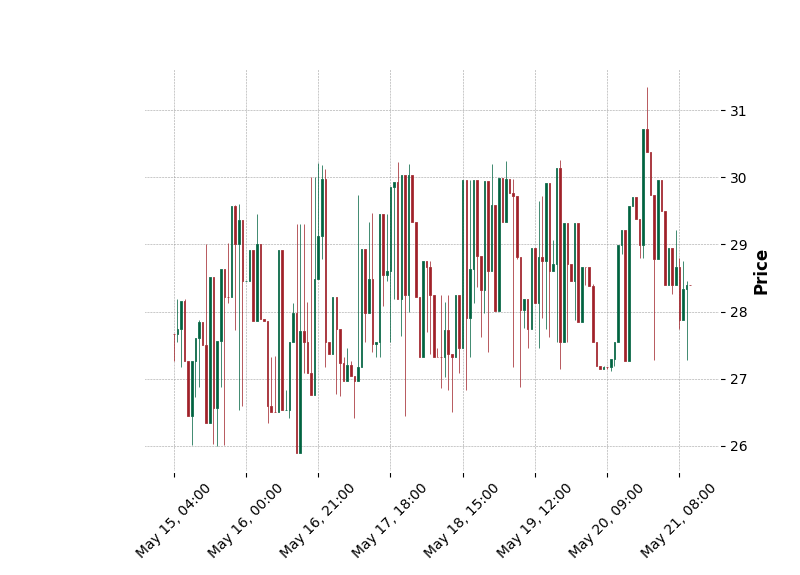 31
30
29
28
27
26
Price
May 15, 04:00
May 16, 00:00
May 16, 21:00
May 17, 18:00
May 18, 15:00
May 19, 12:00
May 20, 09:00
May 21, 08:00